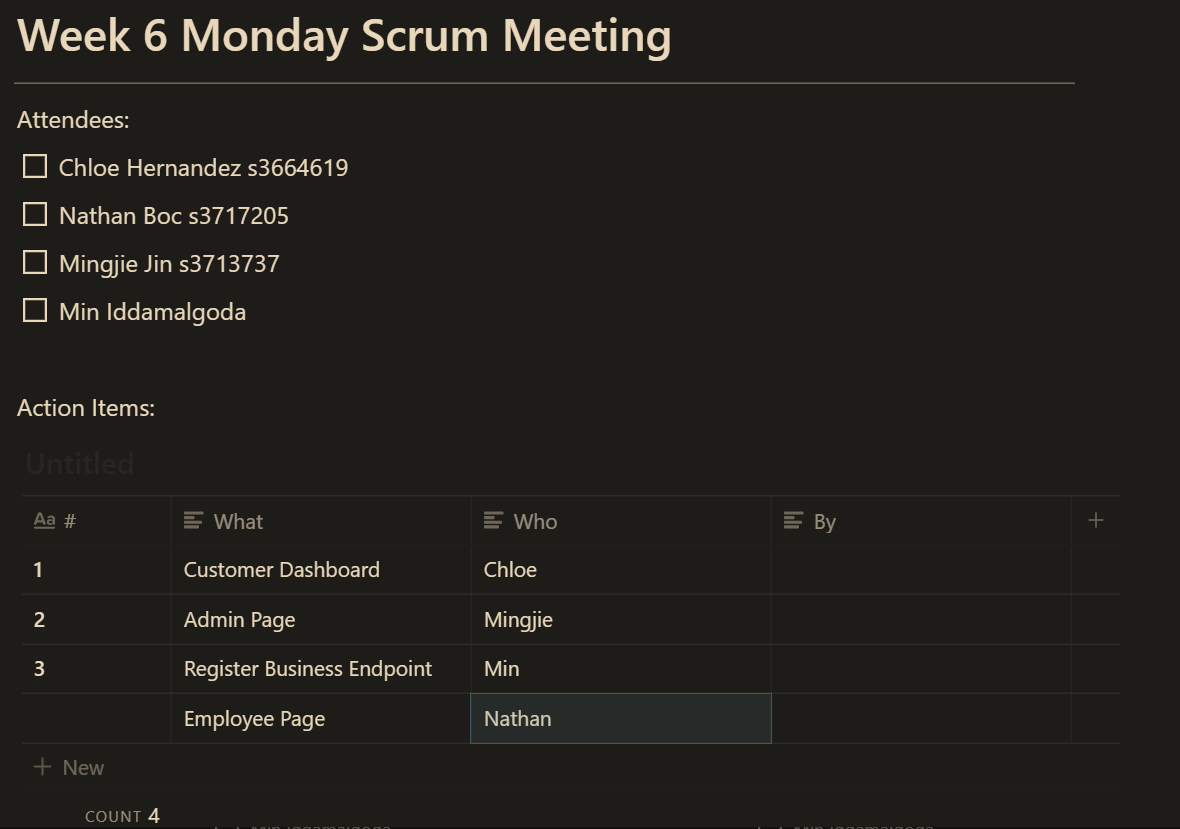 Week 6 Monday Scrum Meeting
Attendees:
Chloe Hernandez s3664619
Nathan Boc s3717205
Mingjie Jin s3713737
Min Iddamalgoda
Action Items:
Untitled
Aa # What Who By +
1 Customer Dashboard Chloe
2 Admin Page Mingjie
3 Register Business Endpoint Min
Employee Page Nathan
+ New
COUNT 4